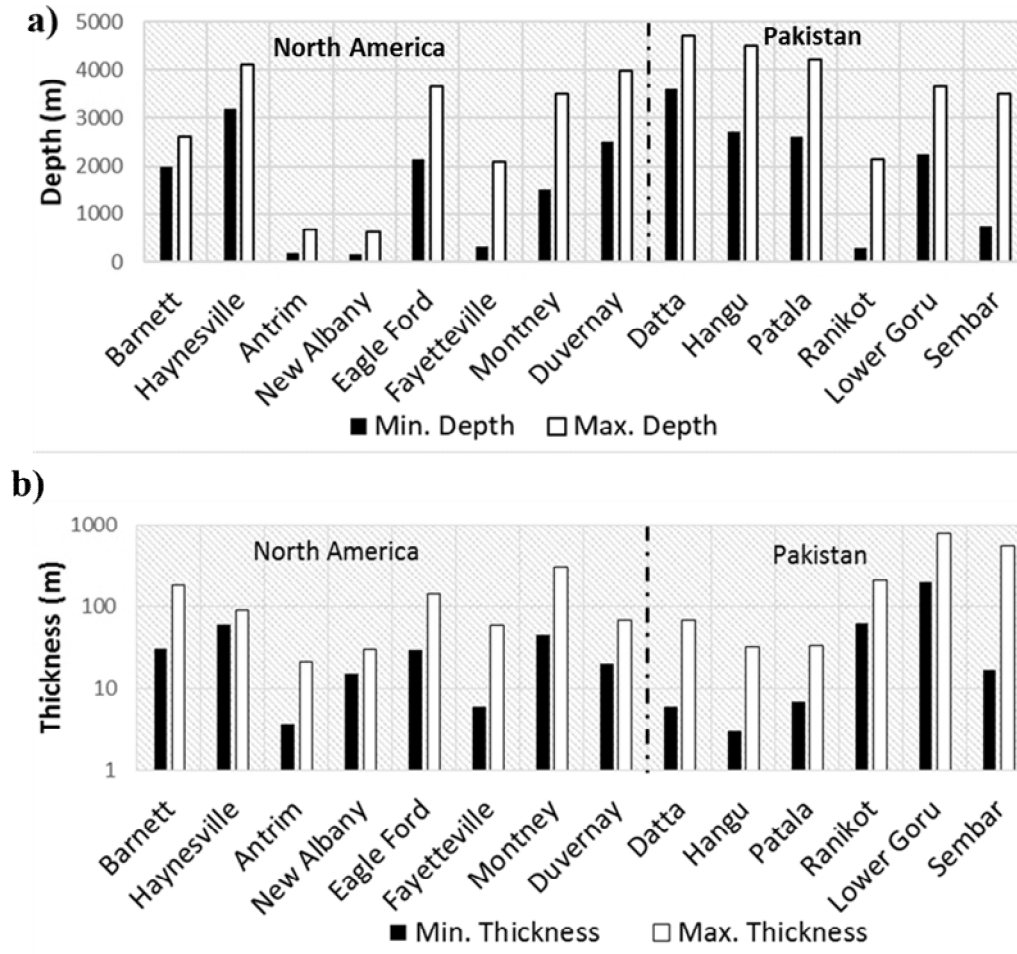 a)
Depth (m)
5000
4000
3000
2000
1000
0
North America
Pakistan
Barnett
Haynesville
Antrim
New Albany
Eagle Ford
Fayetteville
Montney
Duvernay
Datta
Hangu
Patala
Ranikot
Lower Goru
Sembar
Min. Depth
Max. Depth
b)
Thickness (m)
1000
100
10
1
North America
Pakistan
Barnett
Haynesville
Antrim
New Albany
Eagle Ford
Fayetteville
Montney
Duvernay
Datta
Hangu
Patala
Ranikot
Lower Goru
Sembar
Min. Thickness
Max. Thickness